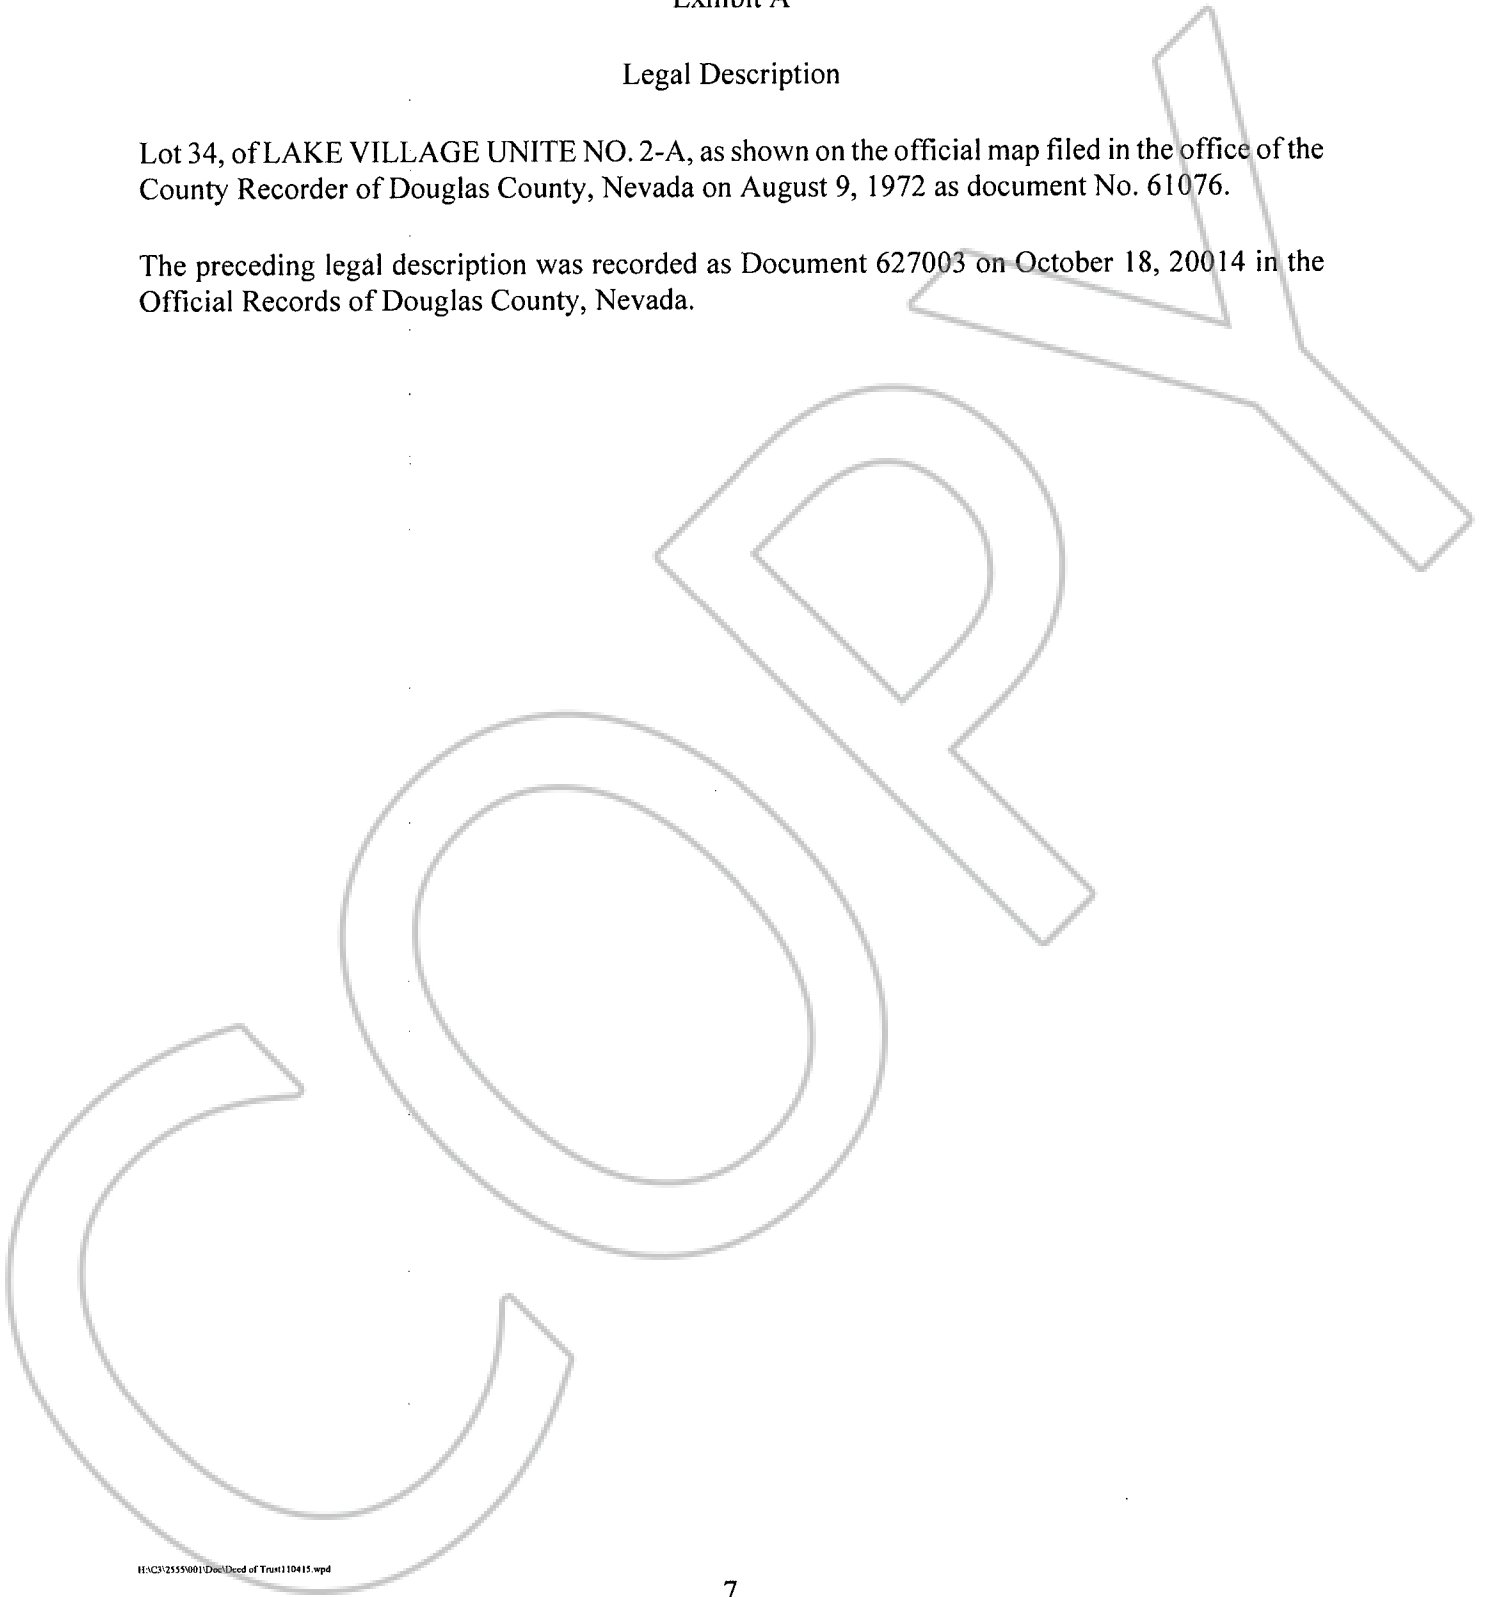 Exhibit A
Legal Description
Lot 34, of LAKE VILLAGE UNITE NO. 2-A, as shown on the official map filed in the office of the
County Recorder of Douglas County, Nevada on August 9, 1972 as document No. 61076.
The preceding legal description was recorded as Document 627003 on October 18, 20014 in the
Official Records of Douglas County, Nevada.
COPY
H:\C3\2555\001\Doc\Deed of Trust110415.wpd
7